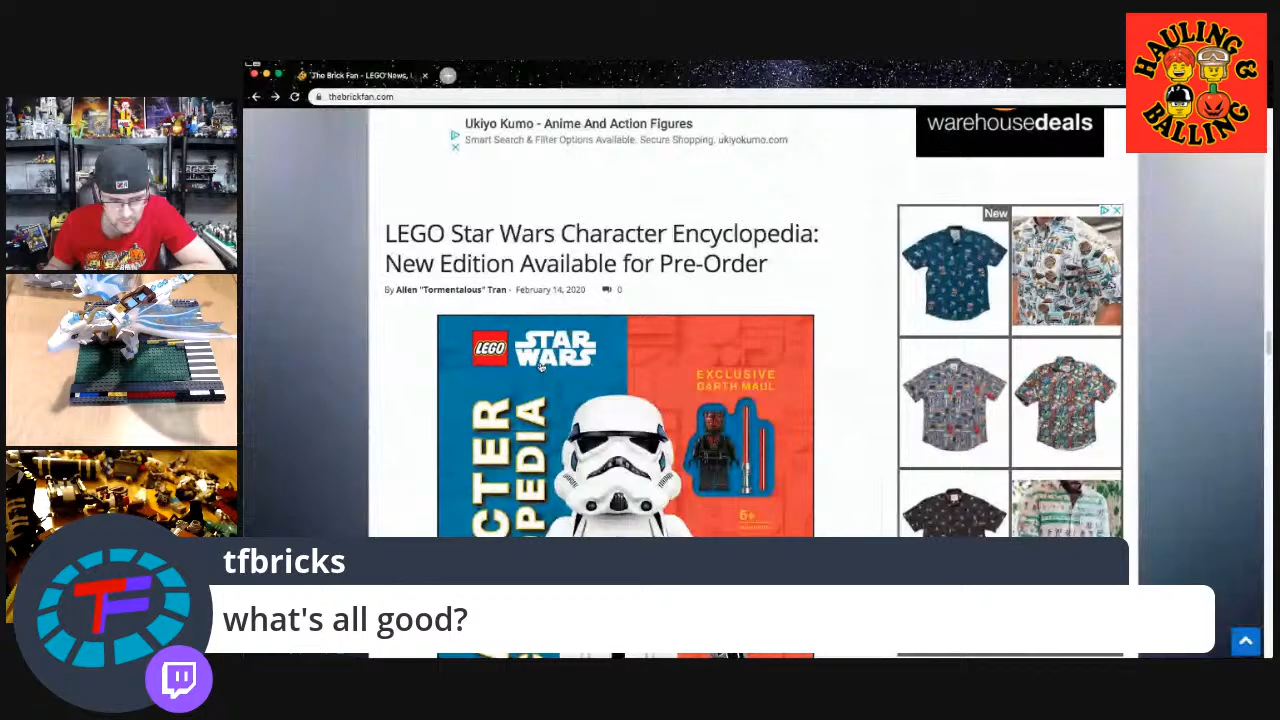 The Brick Fan - LEGO News, L
thebrickfan.com
Ukiyo Kumo - Anime And Action Figures
Smart Search & Filter Options Available. Secure Shopping. ukiyokumo.com
warehousedeals
HAULING
&
BALLING
LEGO Star Wars Character Encyclopedia:
New Edition Available for Pre-Order
By Allen "Tormentalous" Tran - February 14, 2020
0
New
LEGO
STAR
WARS
EXCLUSIVE
DARTH MAUL
CTER
OPEDIA
6+
TF
tfbricks
what's all good?